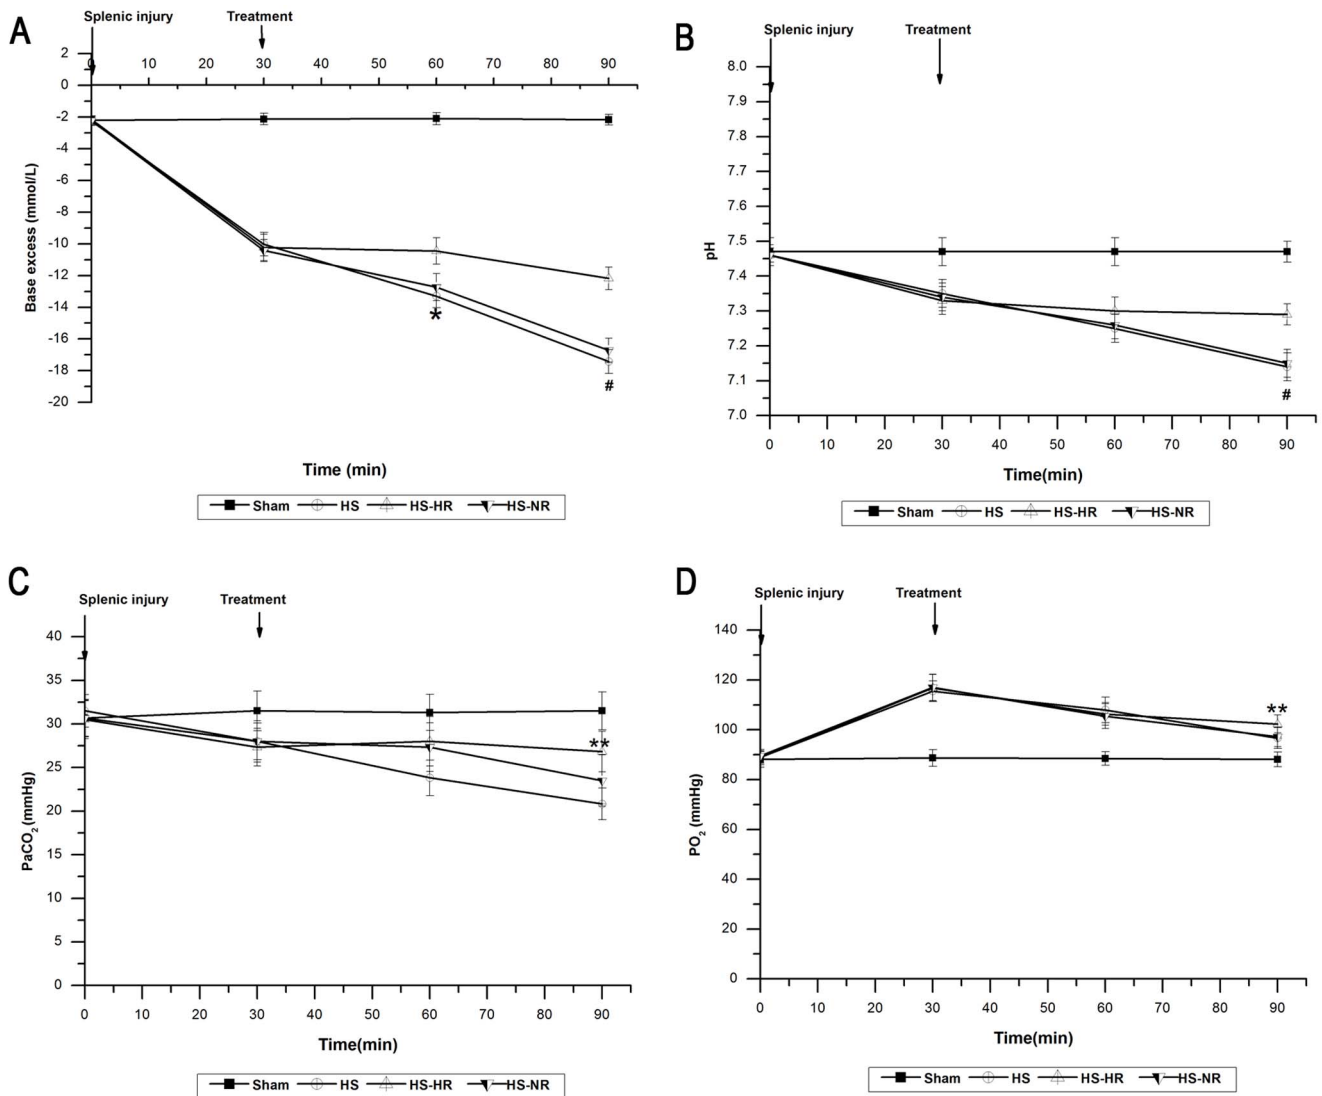 A
Splenic injury
Treatment
2
0
-2
-4
-6
-8
-10
-12
-14
-16
-18
-20
0 10 20 30 40 50 60 70 80 90
Base excess (mmol/L)
*
#
Time (min)
Sham HS HS-HR HS-NR
B
Splenic injury
Treatment
8.0
7.9
7.8
7.7
7.6
7.5
7.4
7.3
7.2
7.1
7.0
pH
#
0 10 20 30 40 50 60 70 80 90
Time(min)
Sham HS HS-HR HS-NR
C
Splenic injury
Treatment
40
35
30
25
20
15
10
5
0
PaCO₂ (mmHg)
**
0 10 20 30 40 50 60 70 80 90
Time(min)
Sham HS HS-HR HS-NR
D
Splenic injury
Treatment
140
120
100
80
60
40
20
0
PO₂ (mmHg)
**
0 10 20 30 40 50 60 70 80 90
Time(min)
Sham HS HS-HR HS-NR